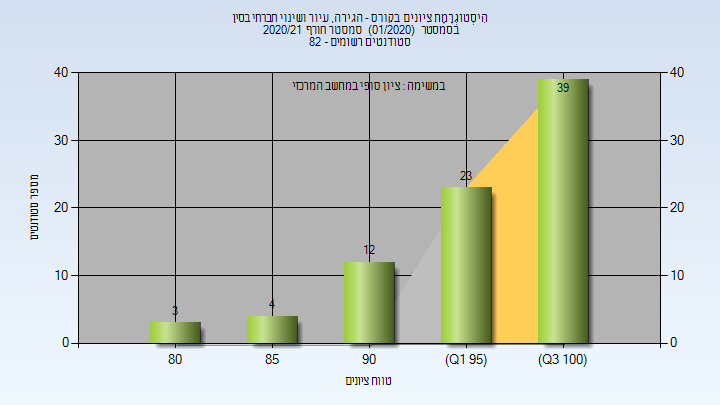 היסטוגרמת ציונים בקורס - הגירה, עיור ושינוי חברתי בסין
בסמסטר (01/2020) סמסטר חורף 2020/21
סטודנטים רשומים - 82
במשימה : ציון סופי במחשב המרכזי
40
30
20
10
0
40
30
20
10
0
מספר סטודנטים
3
4
12
23
39
80
85
90
(Q1 95)
(Q3 100)
טווח ציונים